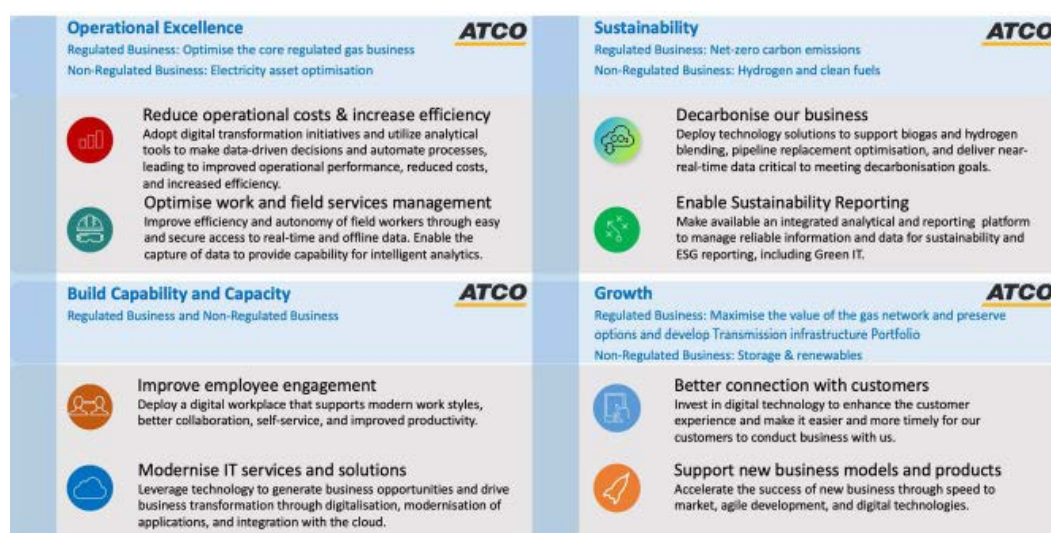 Operational Excellence
ATCO
Regulated Business: Optimise the core regulated gas business
Non-Regulated Business: Electricity asset optimisation
Reduce operational costs & increase efficiency
Adopt digital transformation initiatives and utilize analytical
tools to make data-driven decisions and automate processes,
leading to improved operational performance, reduced costs,
and increased efficiency.
Optimise work and field services management
Improve efficiency and autonomy of field workers through easy
and secure access to real-time and offline data. Enable the
capture of data to provide capability for intelligent analytics.
Sustainability
ATCO
Regulated Business: Net-zero carbon emissions
Non-Regulated Business: Hydrogen and clean fuels
CO₂
Decarbonise our business
Deploy technology solutions to support biogas and hydrogen
blending, pipeline replacement optimisation, and deliver near-
real-time data critical to meeting decarbonisation goals.
Enable Sustainability Reporting
Make available an integrated analytical and reporting platform
to manage reliable information and data for sustainability and
ESG reporting, including Green IT.
Build Capability and Capacity
ATCO
Regulated Business and Non-Regulated Business
Improve employee engagement
Deploy a digital workplace that supports modern work styles,
better collaboration, self-service, and improved productivity.
Modernise IT services and solutions
Leverage technology to generate business opportunities and drive
business transformation through digitalisation, modernisation of
applications, and integration with the cloud.
Growth
ATCO
Regulated Business: Maximise the value of the gas network and preserve
options and develop Transmission infrastructure Portfolio
Non-Regulated Business: Storage & renewables
Better connection with customers
Invest in digital technology to enhance the customer
experience and make it easier and more timely for our
customers to conduct business with us.
Support new business models and products
Accelerate the success of new business through speed to
market, agile development, and digital technologies.